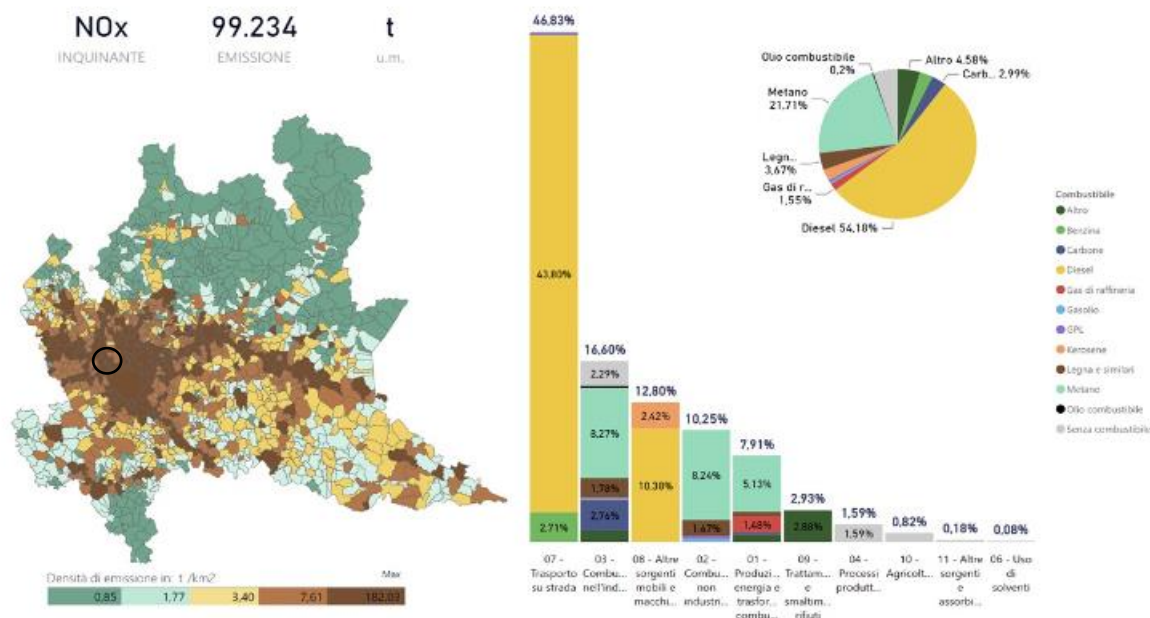 NOx
INQUINANTE
99.234
EMISSIONE
t
u.m.
Densità di emissione in: t /km2
Max
0,85
1,77
3,40
7,61
182,03
46,83%
43,80%
2,71%
16,60%
2,29%
8,27%
1,78%
2,76%
12,80%
2,42%
10,38%
10,25%
8,24%
1,67%
7,91%
5,13%
1,48%
2,93%
2,88%
1,59%
1,59%
0,82%
0,18%
0,08%
07 -
Trasporto
su strada
03 -
Combu...
nell'ind...
08 - Altre
sorgenti
mobili e
macchi...
02 -
Combu...
non
industri...
01 -
Produzi...
energia e
trasfor...
combu...
09 -
Trattam...
e
smaltim...
rifiuti
04 -
Processi
produtt...
10 -
Agricolt...
11 - Altre
sorgenti
e
assorbi...
06 - Uso
di
solventi
Olio combustibile
0,2%
Metano
21,71%
Legn...
3,67%
Gas di r...
1,55%
Diesel 54,18%
Altro 4,58%
Carb... 2,99%
Combustibile
Altro
Benzina
Carbone
Diesel
Gas di raffineria
Gasolio
GPL
Kerosene
Legna e similari
Metano
Olio combustibile
Senza combustibile